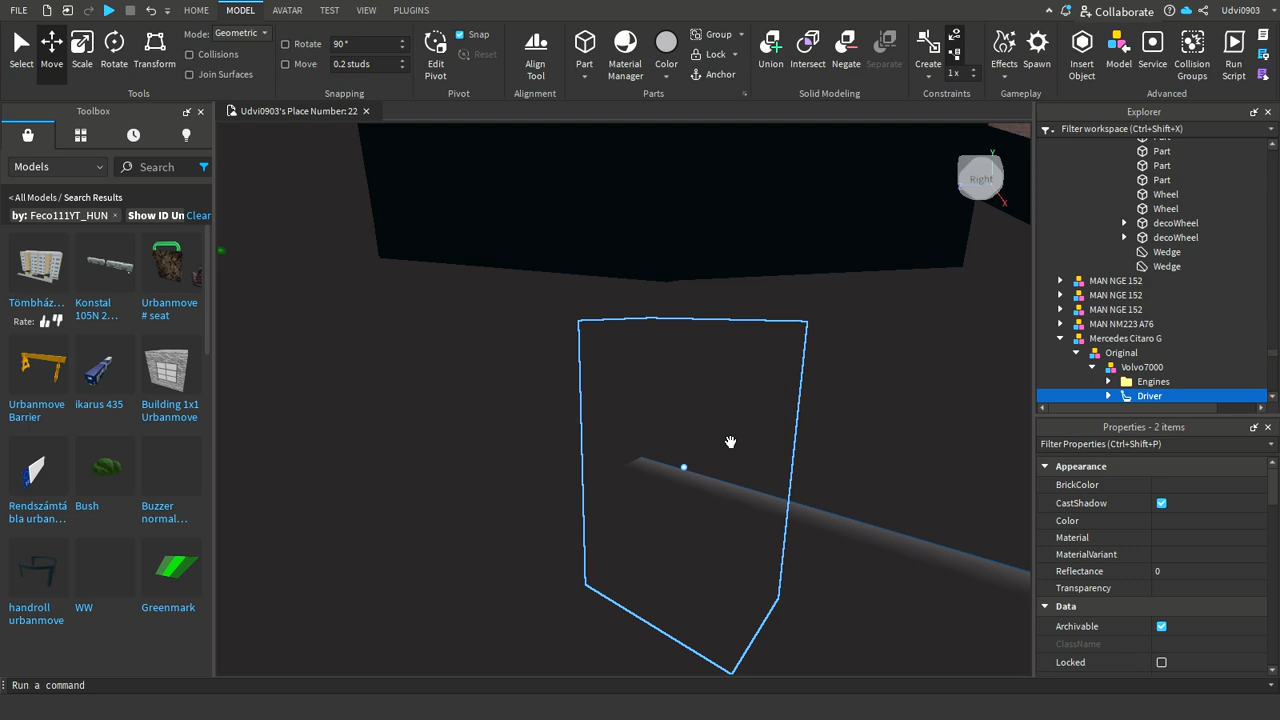 FILE HOME MODEL AVATAR TEST VIEW PLUGINS Collaborate Udvi0903
Select Move Scale Rotate Transform
Mode: Geometric
Collisions
Join Surfaces
Tools
Rotate 90°
Move 0.2 studs
Snapping
Edit Pivot
Snap
Reset
Pivot
Align Tool
Alignment
Part Material Manager Color
Group
Lock
Anchor
Parts
Union Intersect Negate Separate
Solid Modeling
Create
1 x
Constraints
Effects Spawn
Gameplay
Insert Object Model Service Collision Groups Run Script
Advanced
Toolbox
Models Search
< All Models / Search Results
by: Feco111YT_HUN Show ID Un Clear
Tömbház...
Rate:
Konstal 105N 2...
Urbanmove # seat
Urbanmove Barrier
ikarus 435
Building 1x1 Urbanmove
Rendszámtá bla urban...
Bush
Buzzer normal...
handroll urbanmove
WW
Greenmark
Udvi0903's Place Number: 22
Y
Right
X
Explorer
Filter workspace (Ctrl+Shift+X)
Part
Part
Part
Part
Wheel
Wheel
decoWheel
decoWheel
Wedge
Wedge
MAN NGE 152
MAN NGE 152
MAN NGE 152
MAN NM223 A76
Mercedes Citaro G
Original
Volvo7000
Engines
Driver
Properties - 2 items
Filter Properties (Ctrl+Shift+P)
Appearance
BrickColor
CastShadow
Color
Material
MaterialVariant
Reflectance 0
Transparency
Data
Archivable
ClassName
Locked
Run a command